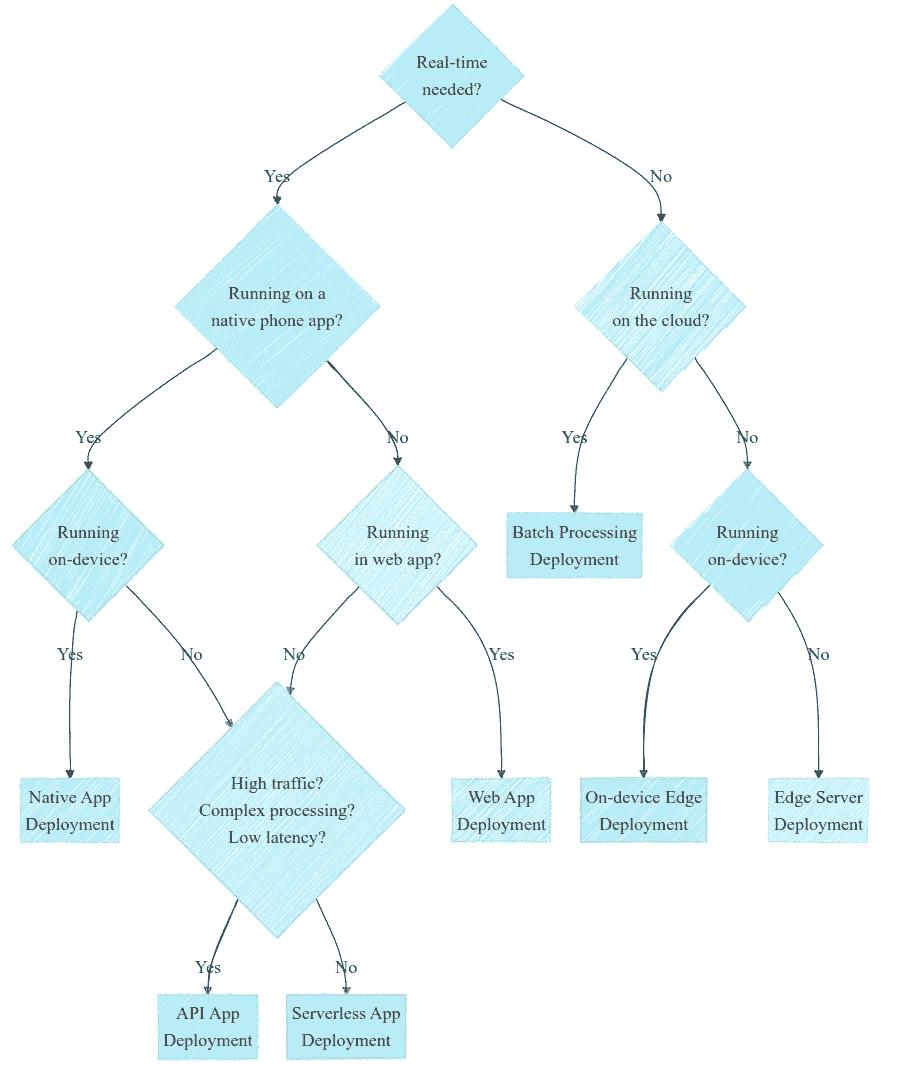 Real-time
needed?
Yes
No
Running on a
native phone app?
Running
on the cloud?
Yes
No
Yes
No
Running
on-device?
Running
in web app?
Batch Processing
Deployment
Running
on-device?
Yes
No
No
Yes
Yes
No
Native App
Deployment
High traffic?
Complex processing?
Low latency?
Web App
Deployment
On-device Edge
Deployment
Edge Server
Deployment
Yes
No
API App
Deployment
Serverless App
Deployment